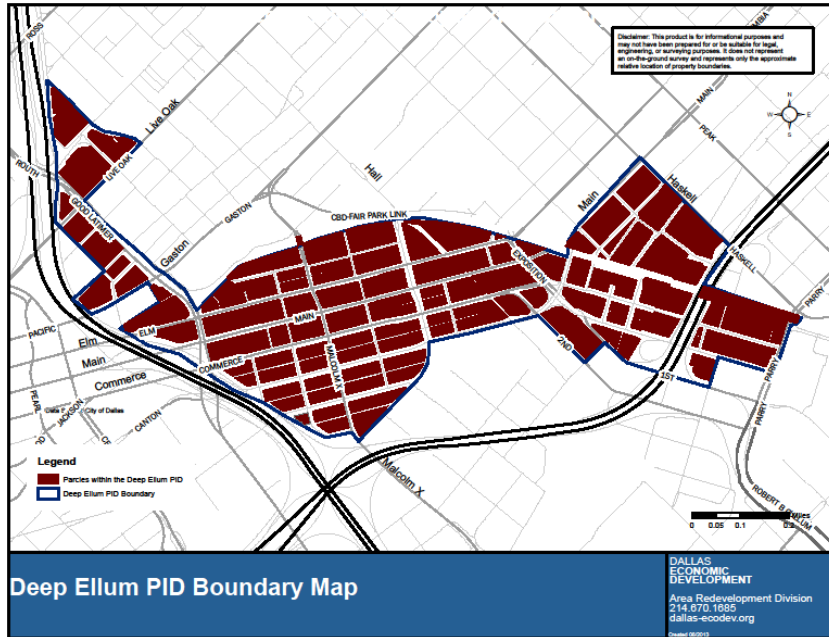 Disclaimer: This product is for informational purposes and
may not have been prepared for or be suitable for legal,
engineering, or surveying purposes. It does not represent
an on-the-ground survey and represents only the approximate
relative location of property boundaries.
ROSS
MAIN
PEAK
N
W
E
S
Live Oak
LIVE OAK
ROUTH
GOOD LATIMER
Hall
Main
Haskell
GASTON
Gaston
CBD-FAIR PARK LINK
EXPOSITION
HASKELL
PARRY
PACIFIC
ELM
MAIN
Elm
Main
Commerce
COMMERCE
MALCOLM X
2ND
1ST
PARRY
PARRY
PEARL
JACKSON
City of Dallas
CANTON
Malcolm X
Legend
Parcles within the Deep Ellum PID
Deep Ellum PID Boundary
0 0.05 0.1
Deep Ellum PID Boundary Map
DALLAS
ECONOMIC
DEVELOPMENT
Area Redevelopment Division
214.670.1685
dallas-ecodev.org
Created 08/2013